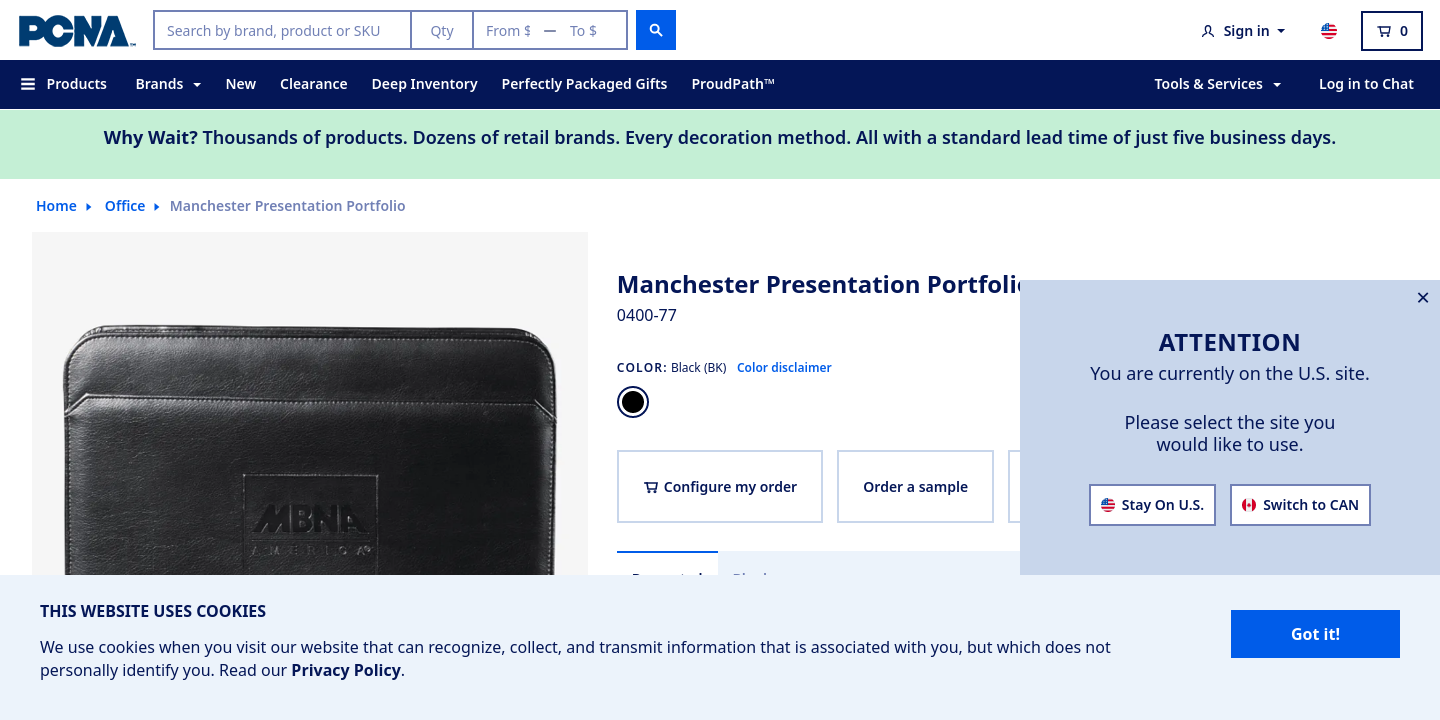 PCNA™
Search by brand, product or SKU
Qty
From $ — To $
Sign in
0
Products
Brands
New
Clearance
Deep Inventory
Perfectly Packaged Gifts
ProudPath™
Tools & Services
Log in to Chat
Why Wait? Thousands of products. Dozens of retail brands. Every decoration method. All with a standard lead time of just five business days.
Home
Office
Manchester Presentation Portfolio
MBNA
AMERICA®
Manchester Presentation Portfolio
0400-77
COLOR: Black (BK) Color disclaimer
Configure my order
Order a sample
ATTENTION
You are currently on the U.S. site.
Please select the site you
would like to use.
Stay On U.S.
Switch to CAN
THIS WEBSITE USES COOKIES
We use cookies when you visit our website that can recognize, collect, and transmit information that is associated with you, but which does not
personally identify you. Read our Privacy Policy.
Got it!